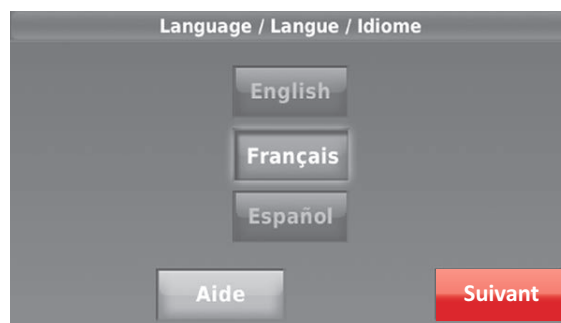 Language / Langue / Idiome
English
Français
Español
Aide
Suivant